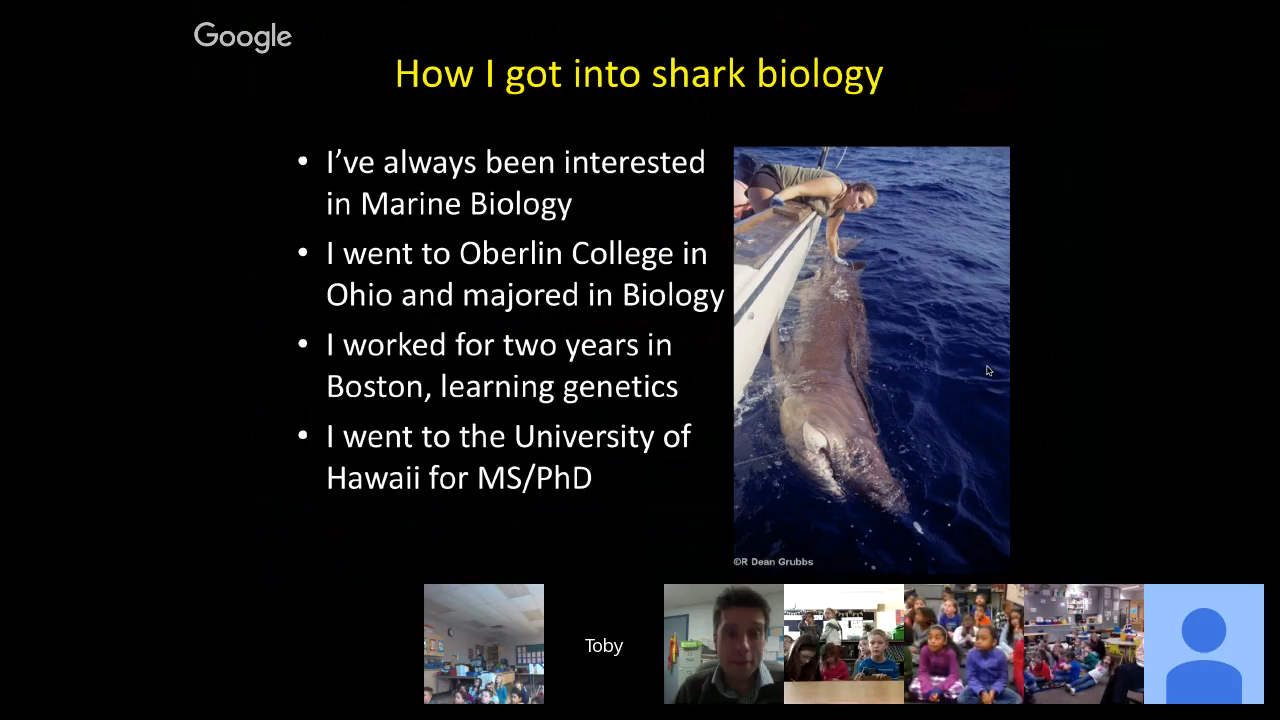 Google
How I got into shark biology
• I've always been interested
in Marine Biology
• I went to Oberlin College in
Ohio and majored in Biology
• I worked for two years in
Boston, learning genetics
• I went to the University of
Hawaii for MS/PhD
©R Dean Grubbs
Toby